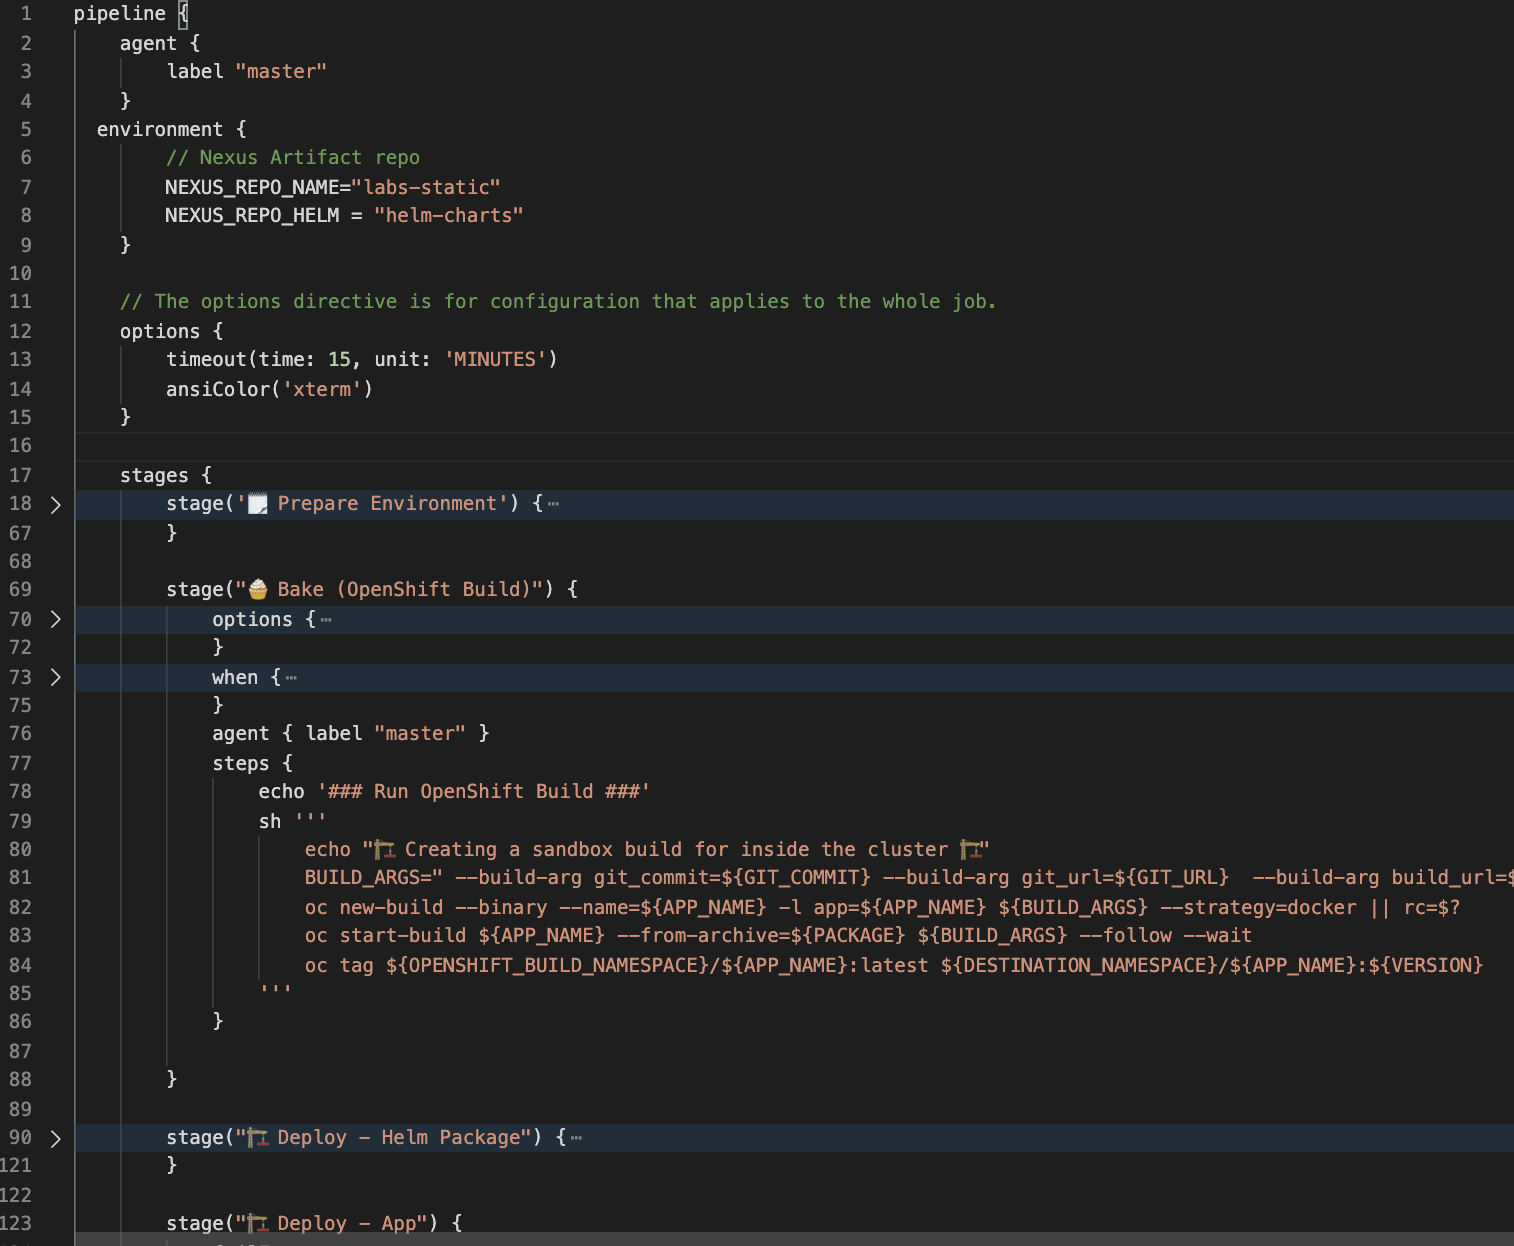 1 pipeline {
2 agent {
3 label "master"
4 }
5 environment {
6 // Nexus Artifact repo
7 NEXUS_REPO_NAME="labs-static"
8 NEXUS_REPO_HELM = "helm-charts"
9 }
10
11 // The options directive is for configuration that applies to the whole job.
12 options {
13 timeout(time: 15, unit: 'MINUTES')
14 ansiColor('xterm')
15 }
16
17 stages {
18 stage('🗒️ Prepare Environment') {⋯
67 }
68
69 stage("🧁 Bake (OpenShift Build)") {
70 options {⋯
72 }
73 when {⋯
75 }
76 agent { label "master" }
77 steps {
78 echo '### Run OpenShift Build ###'
79 sh '''
80 echo "🏗️ Creating a sandbox build for inside the cluster 🏗️"
81 BUILD_ARGS=" --build-arg git_commit=${GIT_COMMIT} --build-arg git_url=${GIT_URL}  --build-arg build_url=$
82 oc new-build --binary --name=${APP_NAME} -l app=${APP_NAME} ${BUILD_ARGS} --strategy=docker || rc=$?
83 oc start-build ${APP_NAME} --from-archive=${PACKAGE} ${BUILD_ARGS} --follow --wait
84 oc tag ${OPENSHIFT_BUILD_NAMESPACE}/${APP_NAME}:latest ${DESTINATION_NAMESPACE}/${APP_NAME}:${VERSION}
85 '''
86 }
87
88 }
89
90 stage("🏗️ Deploy - Helm Package") {⋯
121 }
122
123 stage("🏗️ Deploy - App") {